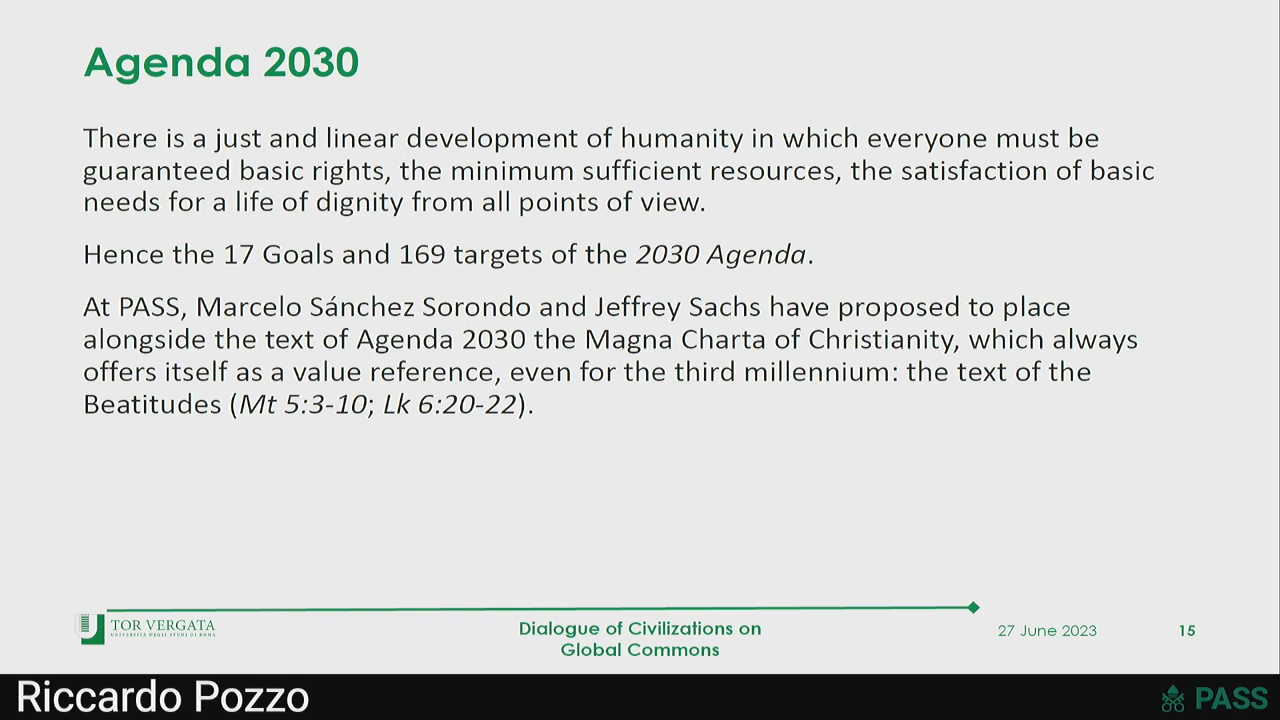 Agenda 2030
There is a just and linear development of humanity in which everyone must be
guaranteed basic rights, the minimum sufficient resources, the satisfaction of basic
needs for a life of dignity from all points of view.
Hence the 17 Goals and 169 targets of the 2030 Agenda.
At PASS, Marcelo Sánchez Sorondo and Jeffrey Sachs have proposed to place
alongside the text of Agenda 2030 the Magna Charta of Christianity, which always
offers itself as a value reference, even for the third millennium: the text of the
Beatitudes (Mt 5:3-10; Lk 6:20-22).
TOR VERGATA
UNIVERSITÀ DEGLI STUDI DI ROMA
Dialogue of Civilizations on
Global Commons
27 June 2023
15
Riccardo Pozzo
PASS